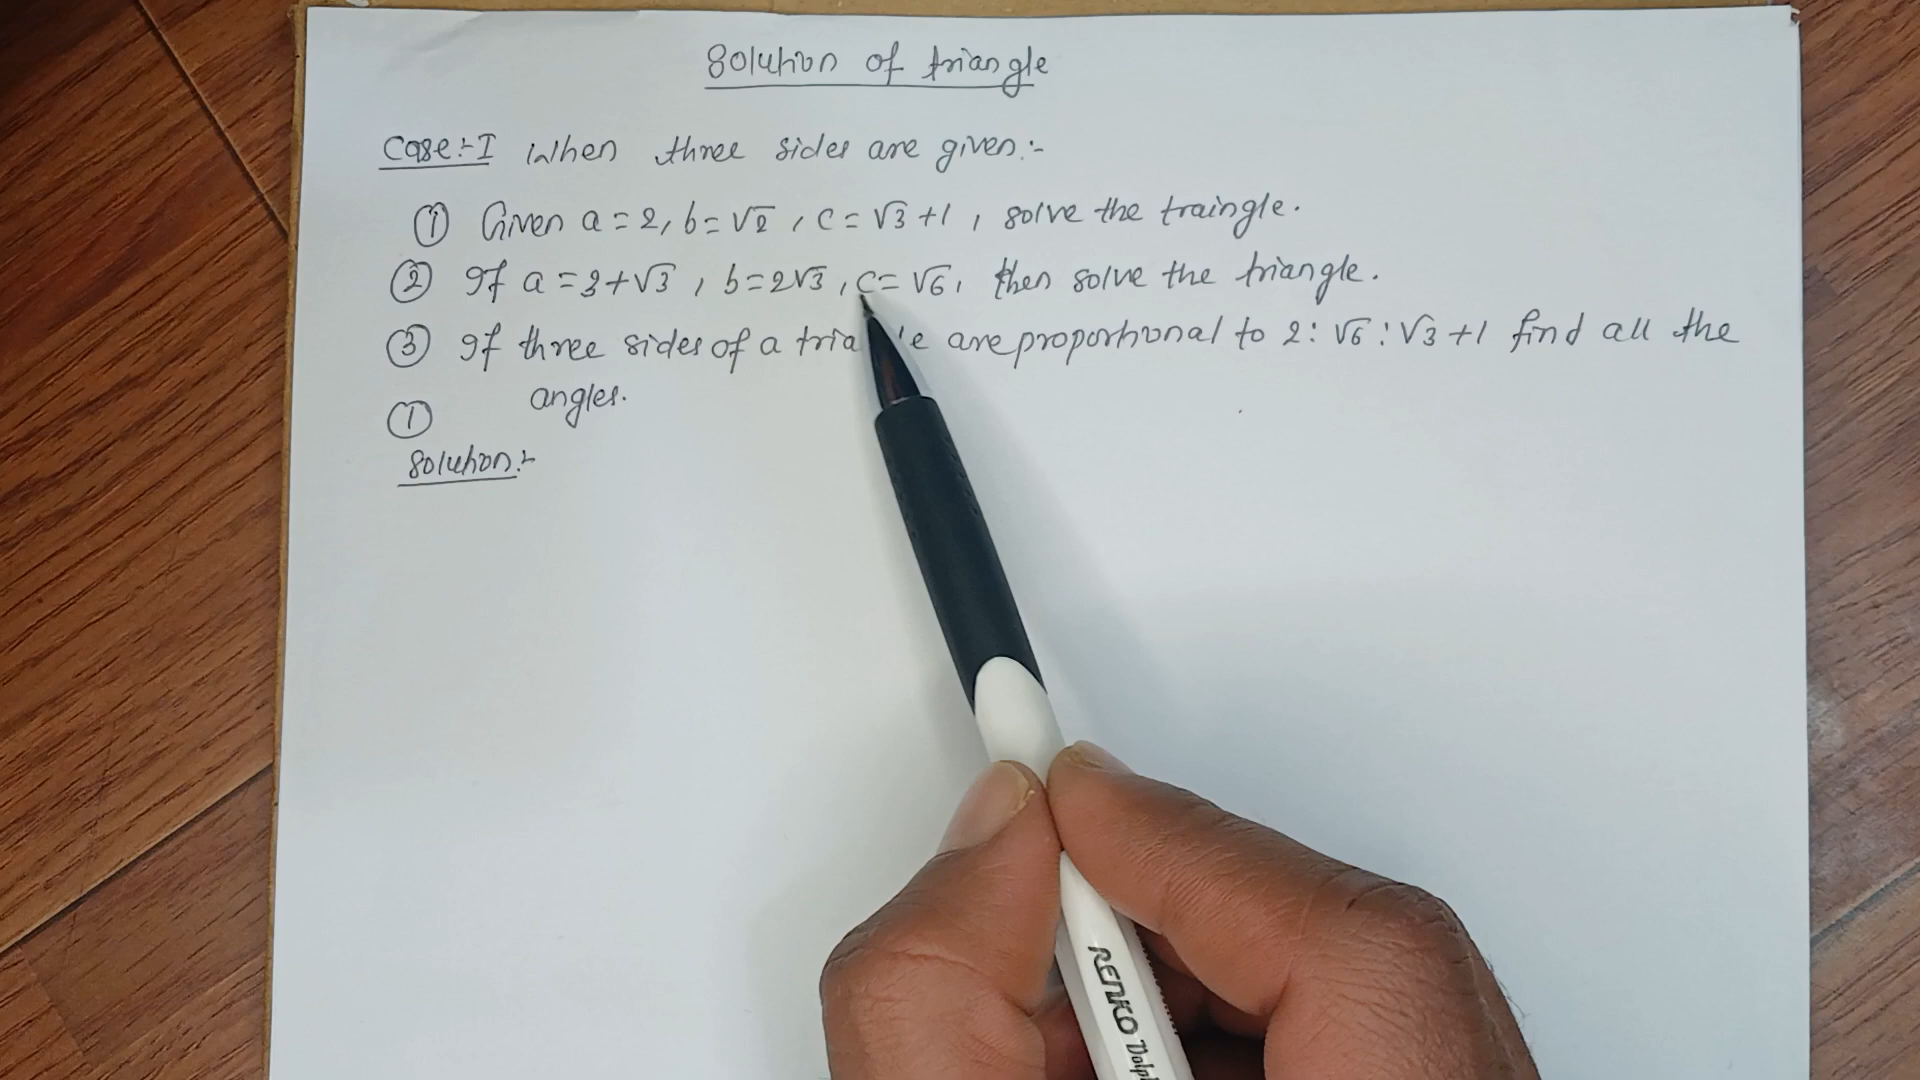 Solution of triangle
Case:-I When three sides are given:-
① Given a = 2, b = √2, c = √3 + 1, solve the traingle.
② If a = 3+√3, b = 2√3, c = √6, then solve the triangle.
③ If three sides of a are proportional to 2 : √6 : √3 + 1 find all the
angles.
①
Solution:-
RENKO